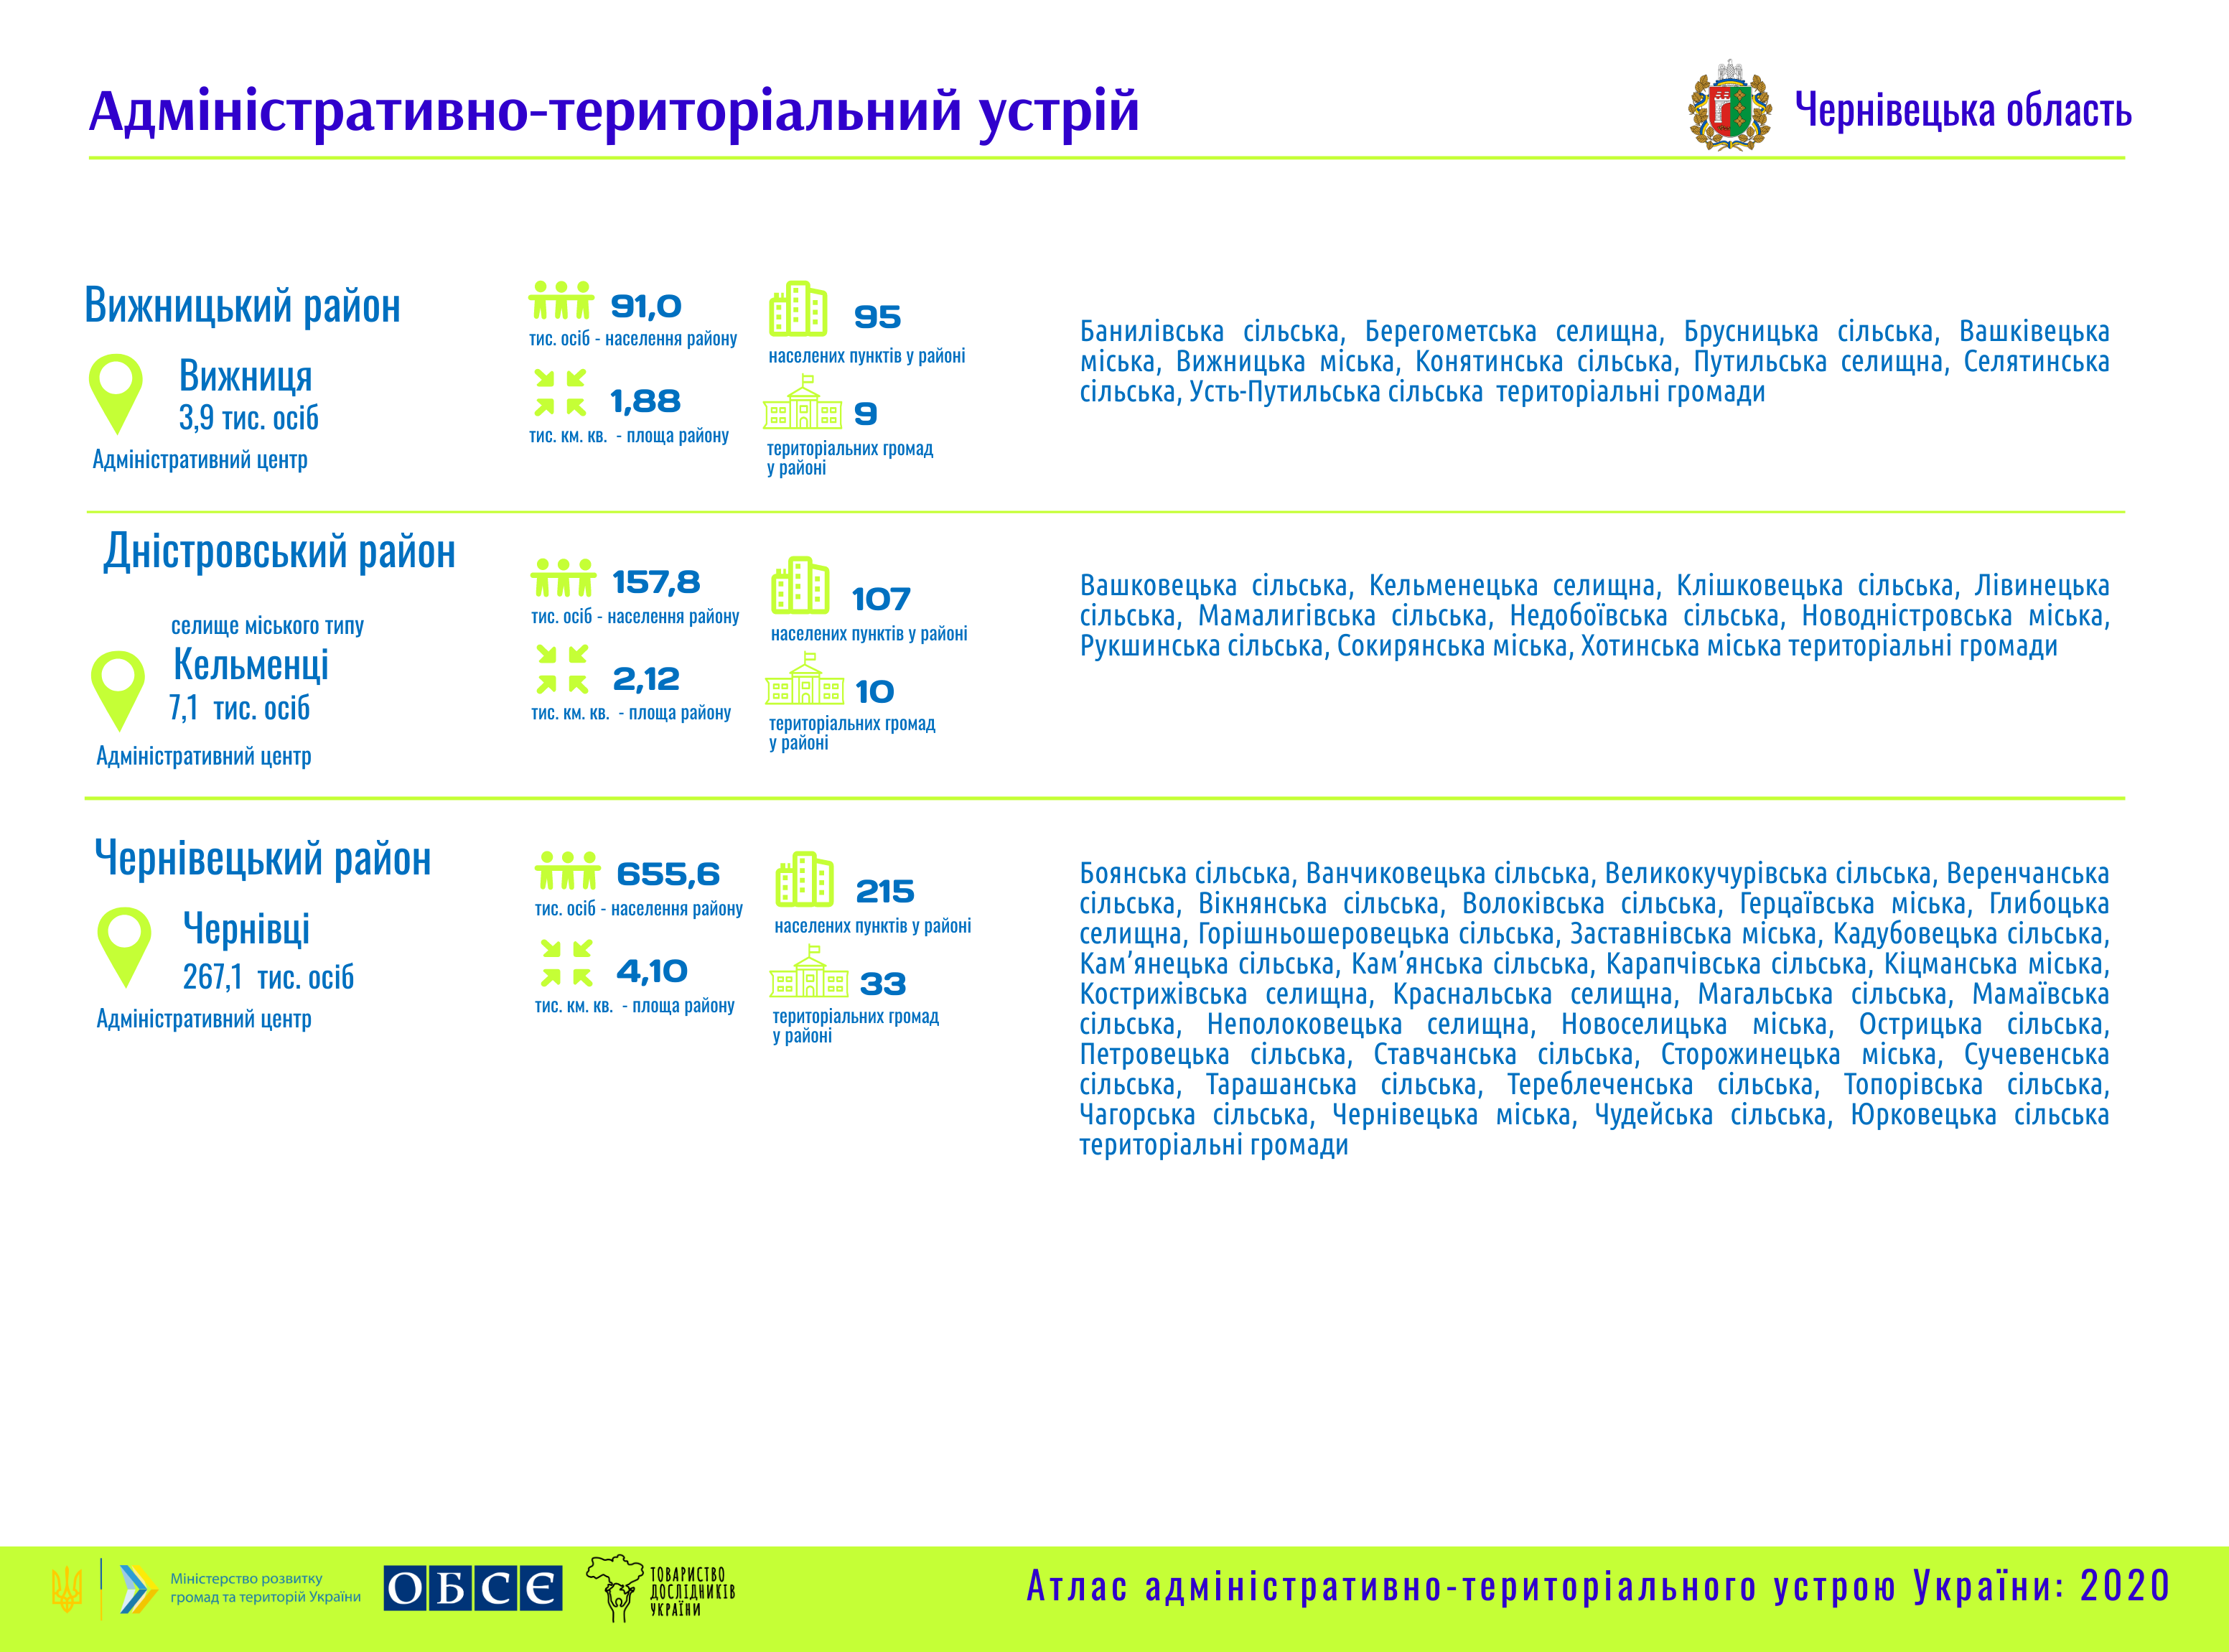 Адміністративно-територіальний устрій
Чернівецька область
Вижницький район
Вижниця
3,9 тис. осіб
Адміністративний центр
91,0
тис. осіб - населення району
1,88
тис. км. кв. - площа району
95
населених пунктів у районі
9
територіальних громад
у районі
Банилівська сільська, Берегометська селищна, Брусницька сільська, Вашківецька
міська, Вижницька міська, Конятинська сільська, Путильська селищна, Селятинська
сільська, Усть-Путильська сільська територіальні громади
Дністровський район
селище міського типу
Кельменці
7,1 тис. осіб
Адміністративний центр
157,8
тис. осіб - населення району
2,12
тис. км. кв. - площа району
107
населених пунктів у районі
10
територіальних громад
у районі
Вашковецька сільська, Кельменецька селищна, Клішковецька сільська, Лівинецька
сільська, Мамалигівська сільська, Недобоївська сільська, Новодністровська міська,
Рукшинська сільська, Сокирянська міська, Хотинська міська територіальні громади
Чернівецький район
Чернівці
267,1 тис. осіб
Адміністративний центр
655,6
тис. осіб - населення району
4,10
тис. км. кв. - площа району
215
населених пунктів у районі
33
територіальних громад
у районі
Боянська сільська, Ванчиковецька сільська, Великокучурівська сільська, Веренчанська
сільська, Вікнянська сільська, Волоківська сільська, Герцаївська міська, Глибоцька
селищна, Горішньошеровецька сільська, Заставнівська міська, Кадубовецька сільська,
Кам’янецька сільська, Кам’янська сільська, Карапчівська сільська, Кіцманська міська,
Кострижівська селищна, Краснальська селищна, Магальська сільська, Мамаївська
сільська, Неполоковецька селищна, Новоселицька міська, Острицька сільська,
Петровецька сільська, Ставчанська сільська, Сторожинецька міська, Сучевенська
сільська, Тарашанська сільська, Тереблеченська сільська, Топорівська сільська,
Чагорська сільська, Чернівецька міська, Чудейська сільська, Юрковецька сільська
територіальні громади
Міністерство розвитку
громад та територій України
ОБСЄ
ТОВАРИСТВО
ДОСЛІДНИКІВ
УКРАЇНИ
Атлас адміністративно-територіального устрою України: 2020